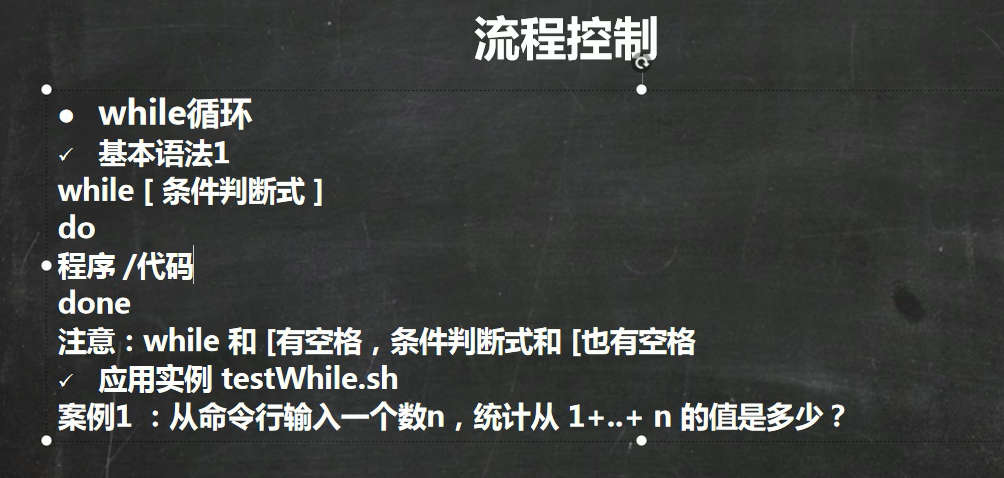 流程控制
● while循环
✓ 基本语法1
while [ 条件判断式 ]
do
程序 /代码
done
注意：while 和 [有空格，条件判断式和 [也有空格
✓ 应用实例 testWhile.sh
案例1 ：从命令行输入一个数n，统计从 1+..+ n 的值是多少？